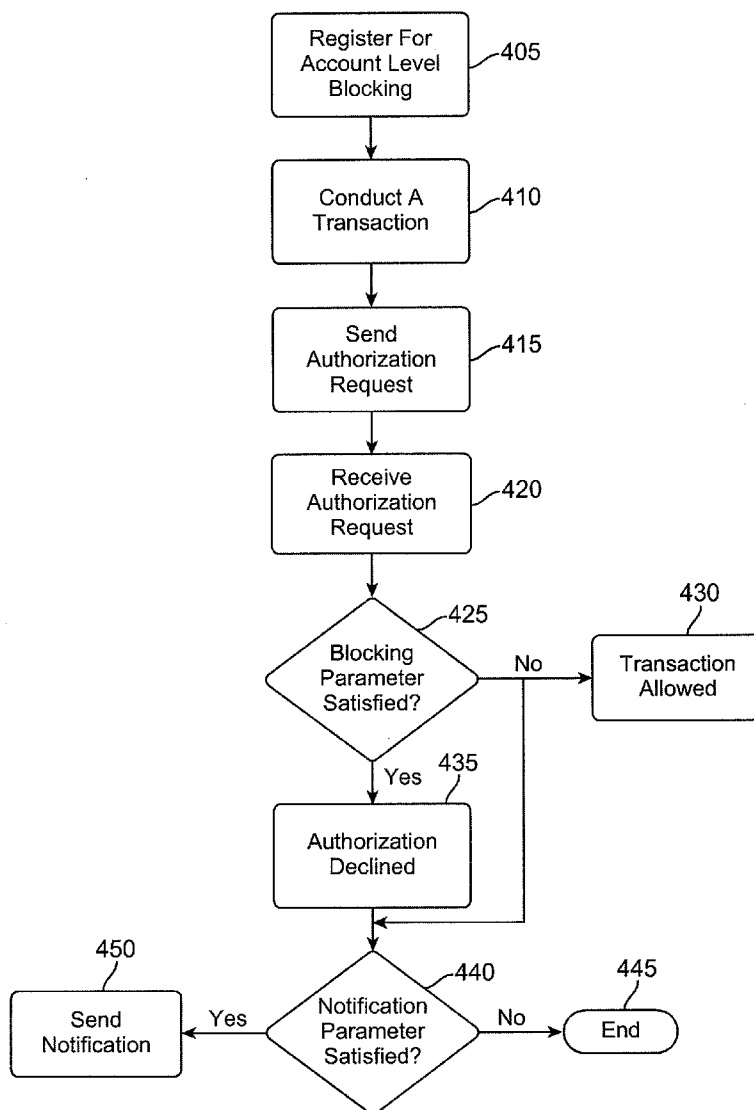 Register For
Account Level
Blocking
405
Conduct A
Transaction
410
Send
Authorization
Request
415
Receive
Authorization
Request
420
425
Blocking
Parameter
Satisfied?
No
430
Transaction
Allowed
Yes
435
Authorization
Declined
440
Notification
Parameter
Satisfied?
Yes
450
Send
Notification
No
445
End